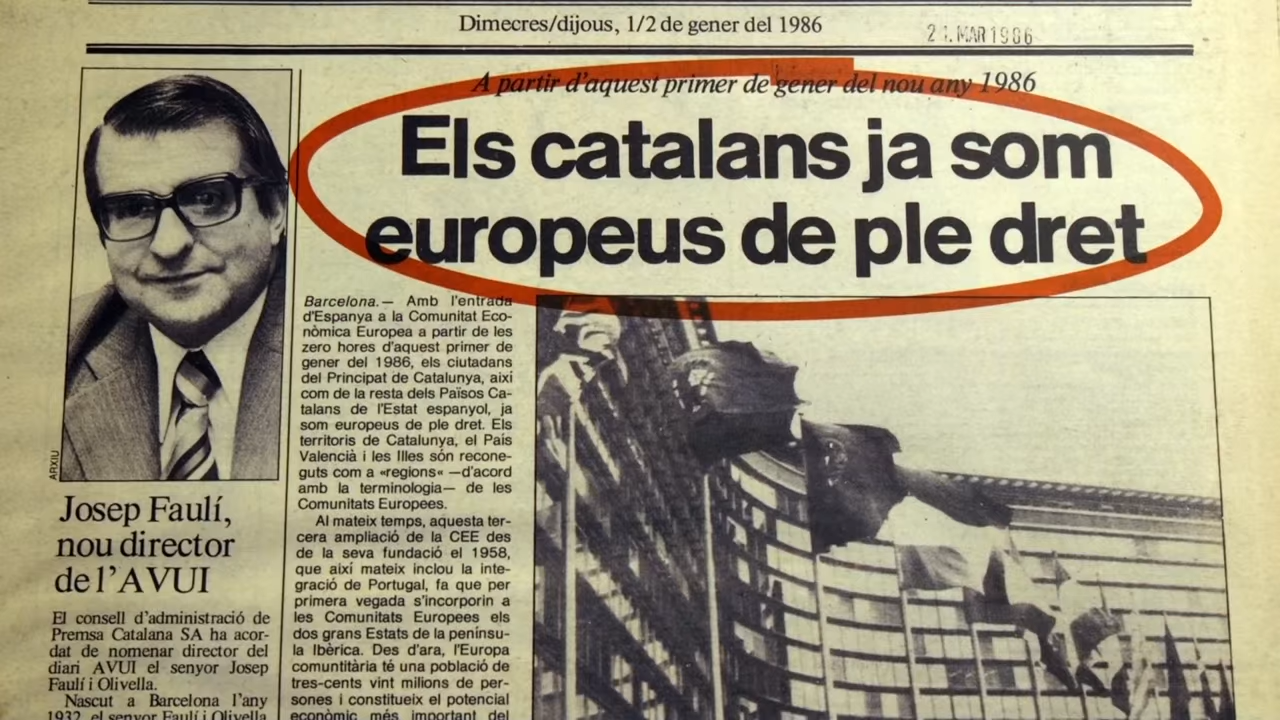 Dimecres/dijous, 1/2 de gener del 1986
21. MAR 1986
A partir d'aquest primer de gener del nou any 1986
Els catalans ja som
europeus de ple dret
ARXIU
Josep Faulí,
nou director
de l'AVUI
El consell d'administració de
Premsa Catalana SA ha acor-
dat de nomenar director del
diari AVUI el senyor Josep
Faulí i Olivella.
Nascut a Barcelona l'any
1932, el senyor Faulí i Olivella
Barcelona.— Amb l'entrada
d'Espanya a la Comunitat Eco-
nòmica Europea a partir de les
zero hores d'aquest primer de
gener del 1986, els ciutadans
del Principat de Catalunya, així
com de la resta dels Països Ca-
talans de l'Estat espanyol, ja
som europeus de ple dret. Els
territoris de Catalunya, el País
Valencià i les Illes són recone-
guts com a «regions« —d'acord
amb la terminologia— de les
Comunitats Europees.
Al mateix temps, aquesta ter-
cera ampliació de la CEE des
de la seva fundació el 1958,
que així mateix inclou la inte-
gració de Portugal, fa que per
primera vegada s'incorporin a
les Comunitats Europees els
dos grans Estats de la penínsu-
la Ibèrica. Des d'ara, l'Europa
comuntitària té una població de
tres-cents vint milions de per-
sones i constitueix el potencial
econòmic més important del